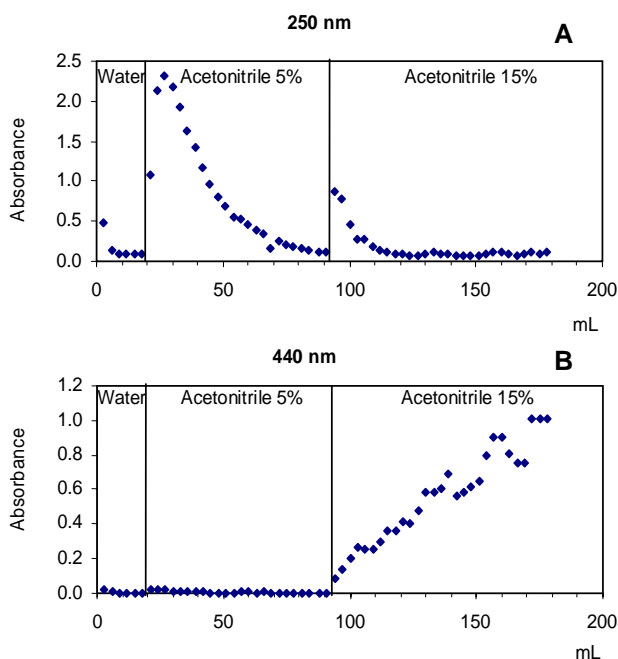 250 nm
A
Water Acetonitrile 5% Acetonitrile 15%
2.5
2.0
1.5
1.0
0.5
0.0
Absorbance
0 50 100 150 200
mL
440 nm
B
Water Acetonitrile 5% Acetonitrile 15%
1.2
1.0
0.8
0.6
0.4
0.2
0.0
Absorbance
0 50 100 150 200
mL